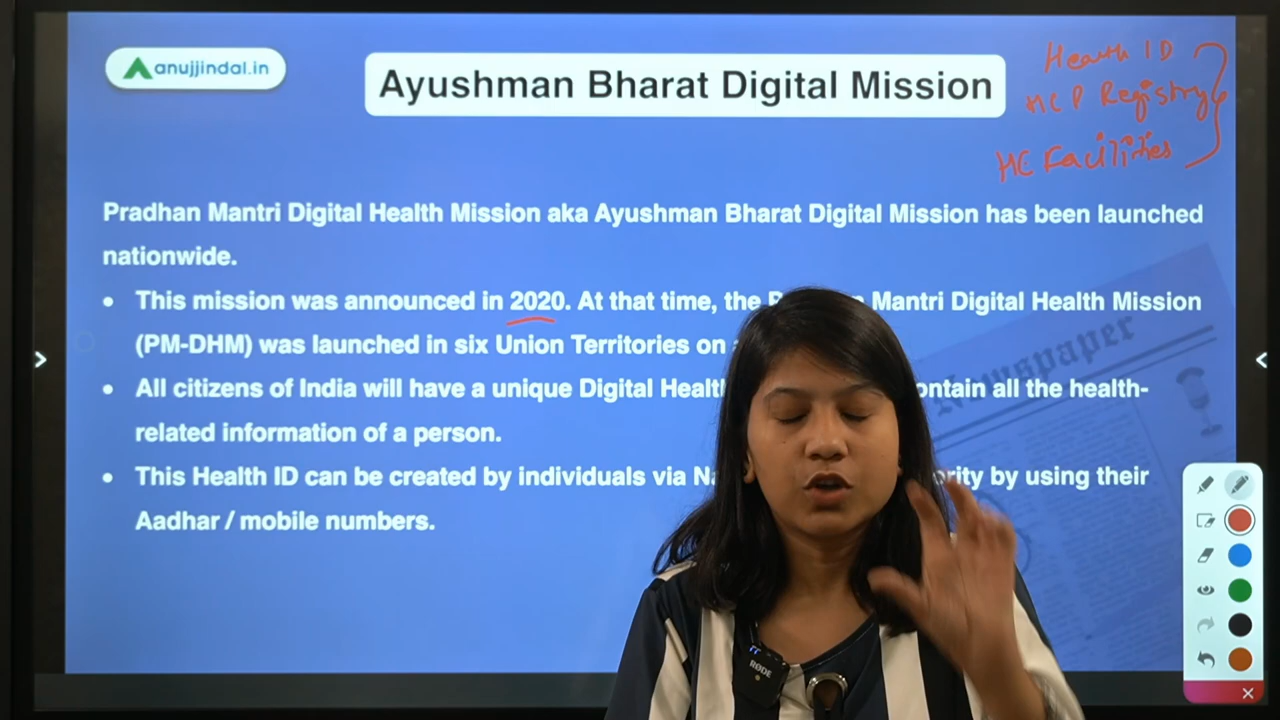 anujjindal.in
Ayushman Bharat Digital Mission
Health ID
HCP Registry
HC Facilities
Pradhan Mantri Digital Health Mission aka Ayushman Bharat Digital Mission has been launched
nationwide.
• This mission was announced in 2020. At that time, the Mantri Digital Health Mission
(PM-DHM) was launched in six Union Territories on
• All citizens of India will have a unique Digital contain all the health-
related information of a person.
• This Health ID can be created by individuals via by using their
Aadhar / mobile numbers.
Newspaper
RØDE